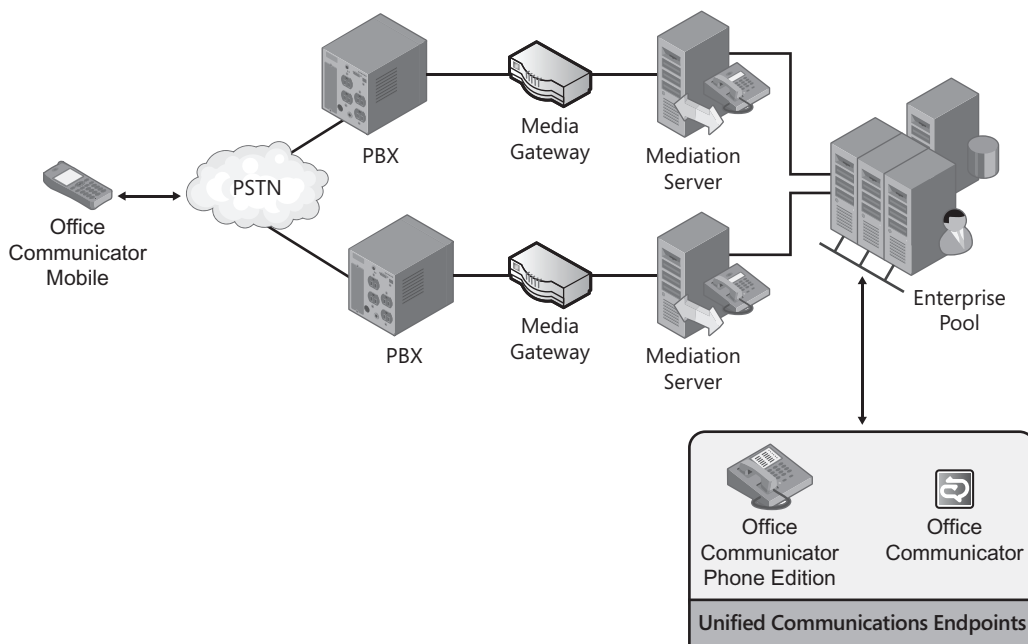 PBX
Media
Gateway
Mediation
Server
PSTN
Office
Communicator
Mobile
PBX
Media
Gateway
Mediation
Server
Enterprise
Pool
Office
Communicator
Phone Edition
Office
Communicator
Unified Communications Endpoints